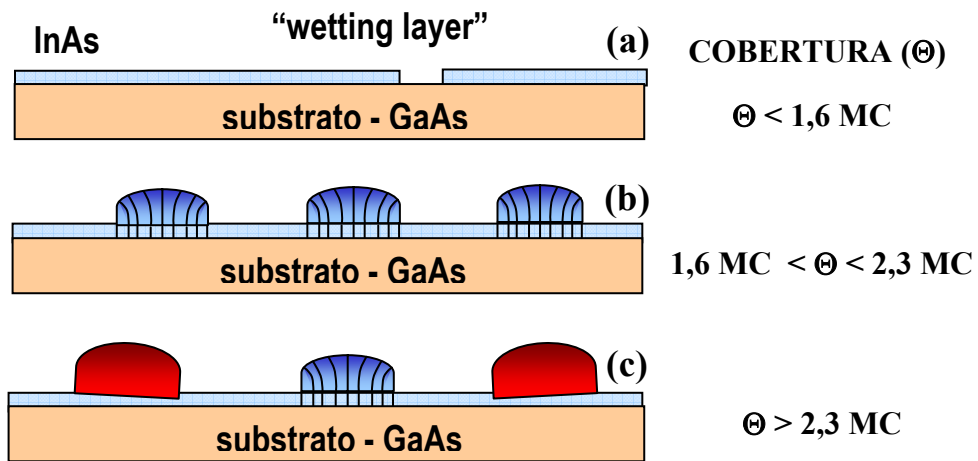 InAs
“wetting layer”
(a)
COBERTURA (Θ)
substrato - GaAs
Θ < 1,6 MC
(b)
substrato - GaAs
1,6 MC < Θ < 2,3 MC
(c)
substrato - GaAs
Θ > 2,3 MC